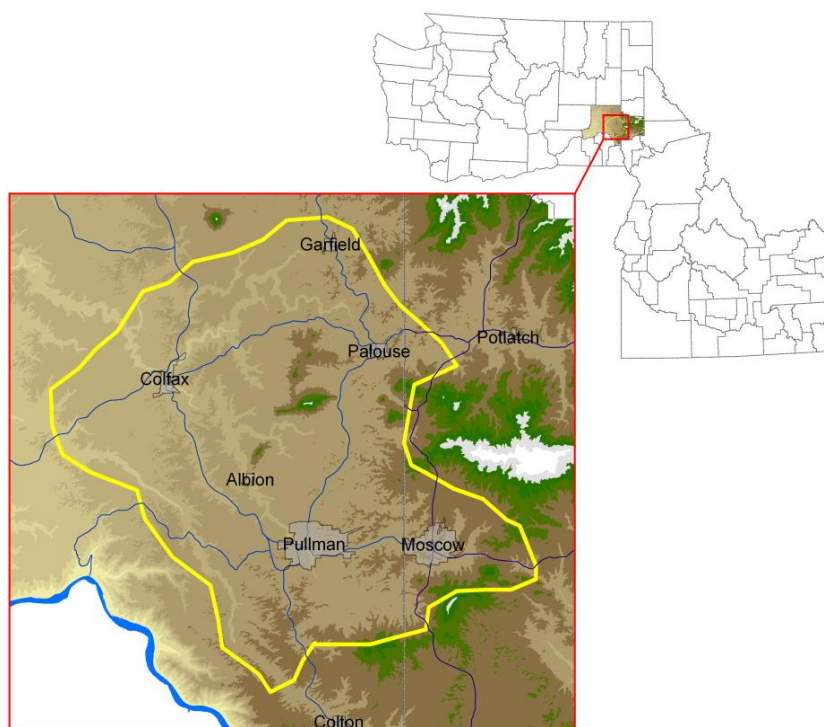 Garfield
Palouse
Potlatch
Colfax
Albion
Pullman
Moscow
Colton